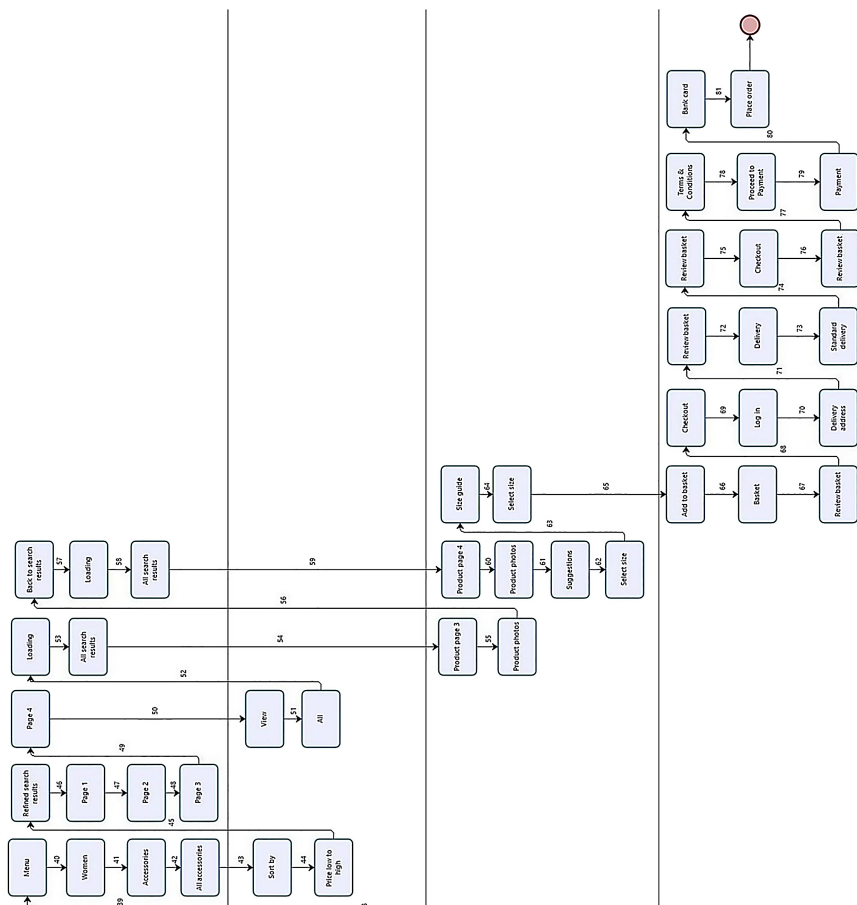 39
Menu
40
Women
41
Accessories
42
All accessories
43
Sort by
44
Price low to
high
45
Refined search
results
46
Page 1
47
Page 2
48
Page 3
49
Page 4
50
View
51
All
52
Loading
53
All search
results
54
Product page 3
55
Product photos
56
Back to search
results
57
Loading
58
All search
results
59
Product page 4
60
Product photos
61
Suggestions
62
Select size
63
Size guide
64
Select size
65
Add to basket
66
Basket
67
Review basket
68
Checkout
69
Log in
70
Delivery
address
71
Review basket
72
Delivery
73
Standard
delivery
74
Review basket
75
Checkout
76
Review basket
77
Terms &
Conditions
78
Proceed to
Payment
79
Payment
80
Bank card
81
Place order